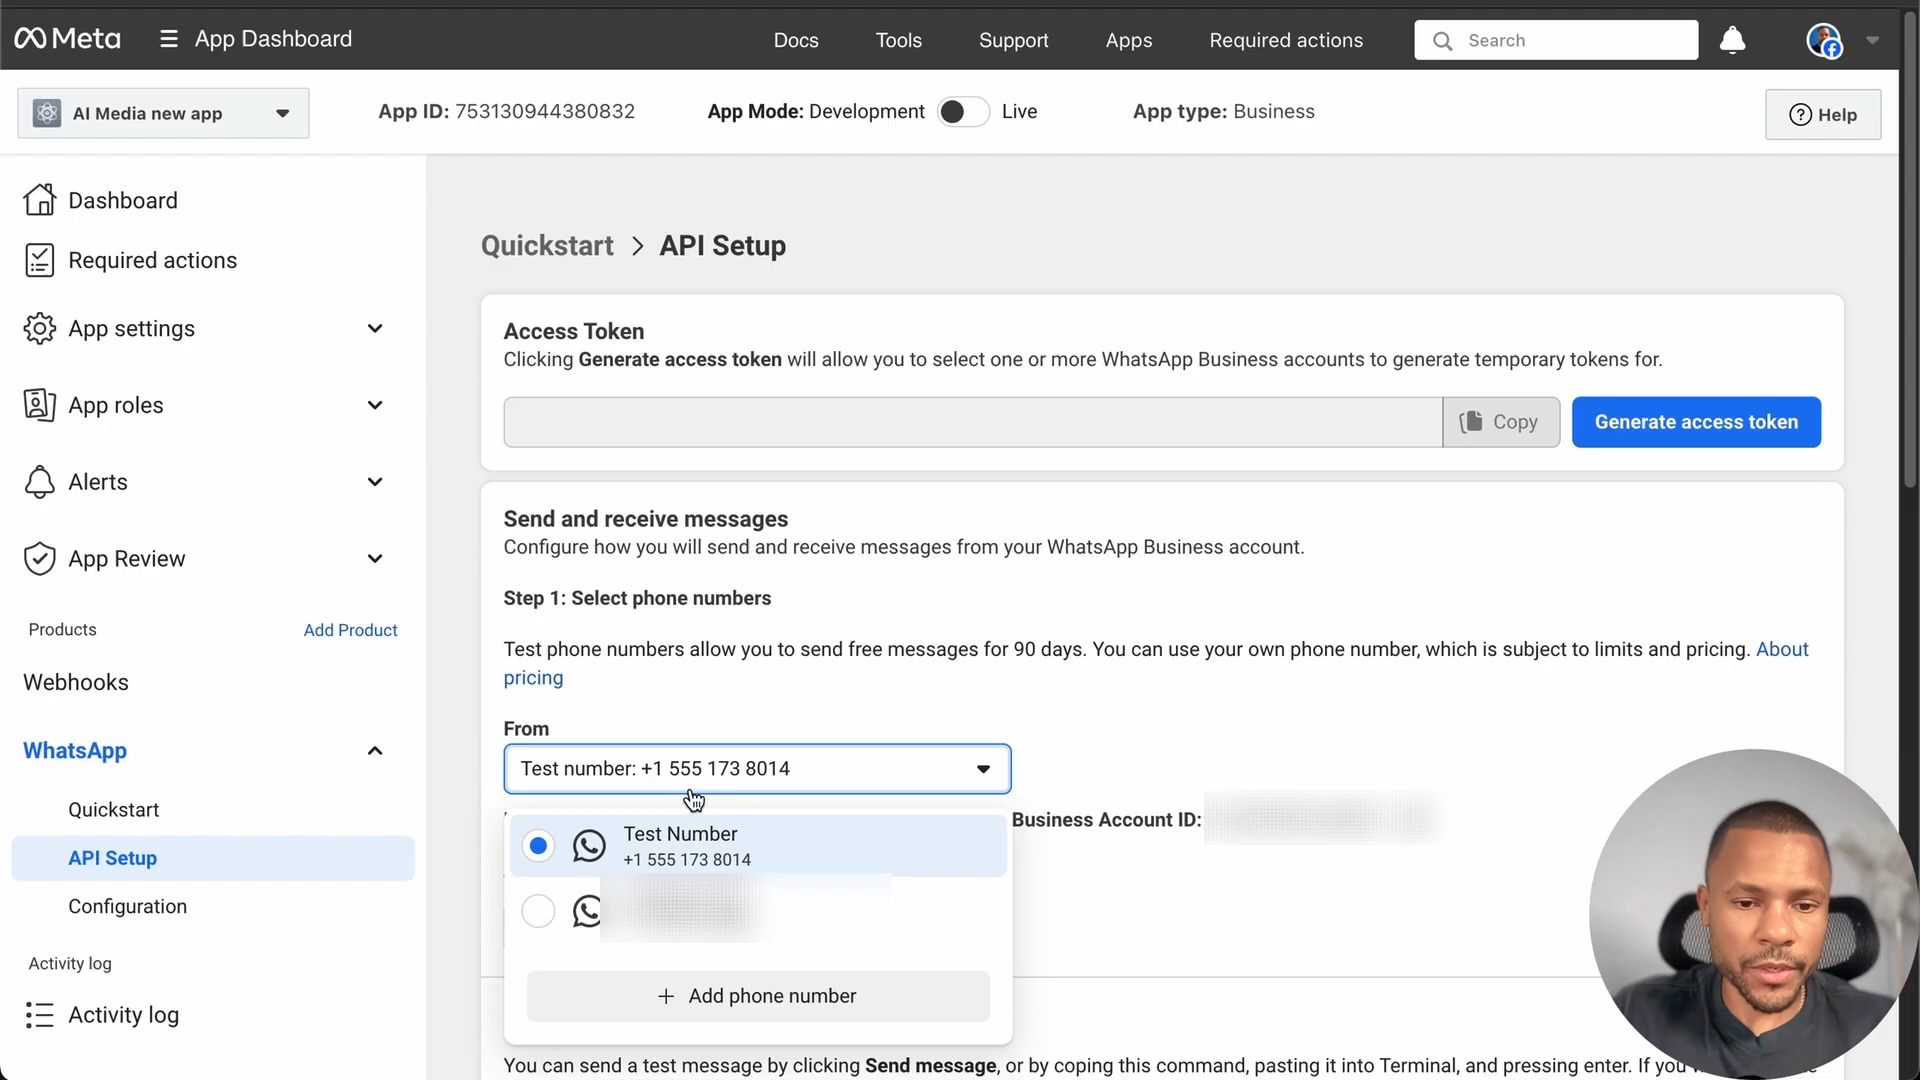 Meta
App Dashboard
Docs
Tools
Support
Apps
Required actions
Search
AI Media new app
App ID: 753130944380832
App Mode: Development
Live
App type: Business
Help
Dashboard
Required actions
App settings
App roles
Alerts
App Review
Products
Add Product
Webhooks
WhatsApp
Quickstart
API Setup
Configuration
Activity log
Activity log
Quickstart > API Setup
Access Token
Clicking Generate access token will allow you to select one or more WhatsApp Business accounts to generate temporary tokens for.
Copy
Generate access token
Send and receive messages
Configure how you will send and receive messages from your WhatsApp Business account.
Step 1: Select phone numbers
Test phone numbers allow you to send free messages for 90 days. You can use your own phone number, which is subject to limits and pricing. About
pricing
From
Test number: +1 555 173 8014
Business Account ID:
Test Number
+1 555 173 8014
+ Add phone number
You can send a test message by clicking Send message, or by coping this command, pasting it into Terminal, and pressing enter. If you